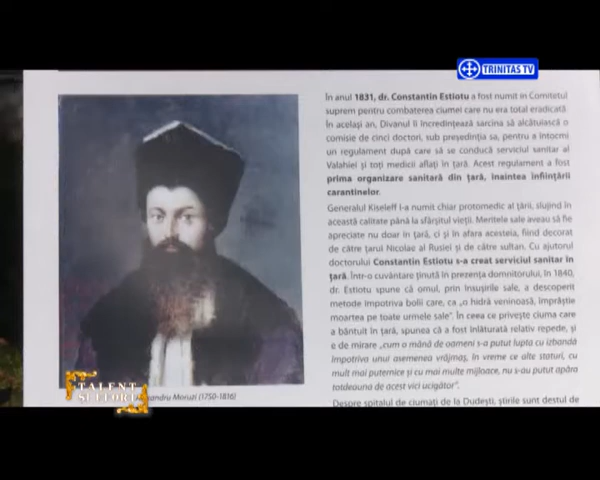 TRINITAS TV
În anul 1831, dr. Constantin Estiotu a fost numit în Comitetul
suprem pentru combaterea ciumei care nu era total eradicată.
În același an, Divanul îi încredințează sarcina să alcătuiască o
comisie de cinci doctori, sub președinția sa, pentru a întocmi
un regulament după care să se conducă serviciul sanitar al
Valahiei și toți medicii aflați în țară. Acest regulament a fost
prima organizare sanitară din țară, înaintea înființării
carantinelor.
Generalul Kiseleff l-a numit chiar protomedic al țării, slujind în
această calitate până la sfârșitul vieții. Meritele sale aveau să fie
apreciate nu doar în țară, ci și în afara acesteia, fiind decorat
de către țarul Nicolae al Rusiei și de către sultan. Cu ajutorul
doctorului Constantin Estiotu s-a creat serviciul sanitar în
țară. Într-o cuvântare ținută în prezența domnitorului, în 1840,
dr. Estiotu spune că omul, prin însușirile sale, a descoperit
metode împotriva bolii care, ca „o hidră veninoasă, împrăștie
moartea pe toate urmele sale". În ceea ce privește ciuma care
a bântuit în țară, spunea că a fost înlăturată relativ repede, și
e de mirare „cum o mână de oameni s-a putut lupta cu izbândă
împotriva unui asemenea vrăjmaș, în vreme ce alte staturi, cu
mult mai puternice și cu mai multe mijloace, nu s-au putut apăra
totdeauna de acest vici ucigător".
Despre spitalul de ciumați de la Dudești, știrile sunt destul de
TALENT
ȘI EFORT
andru Moruzi (1750-1816)